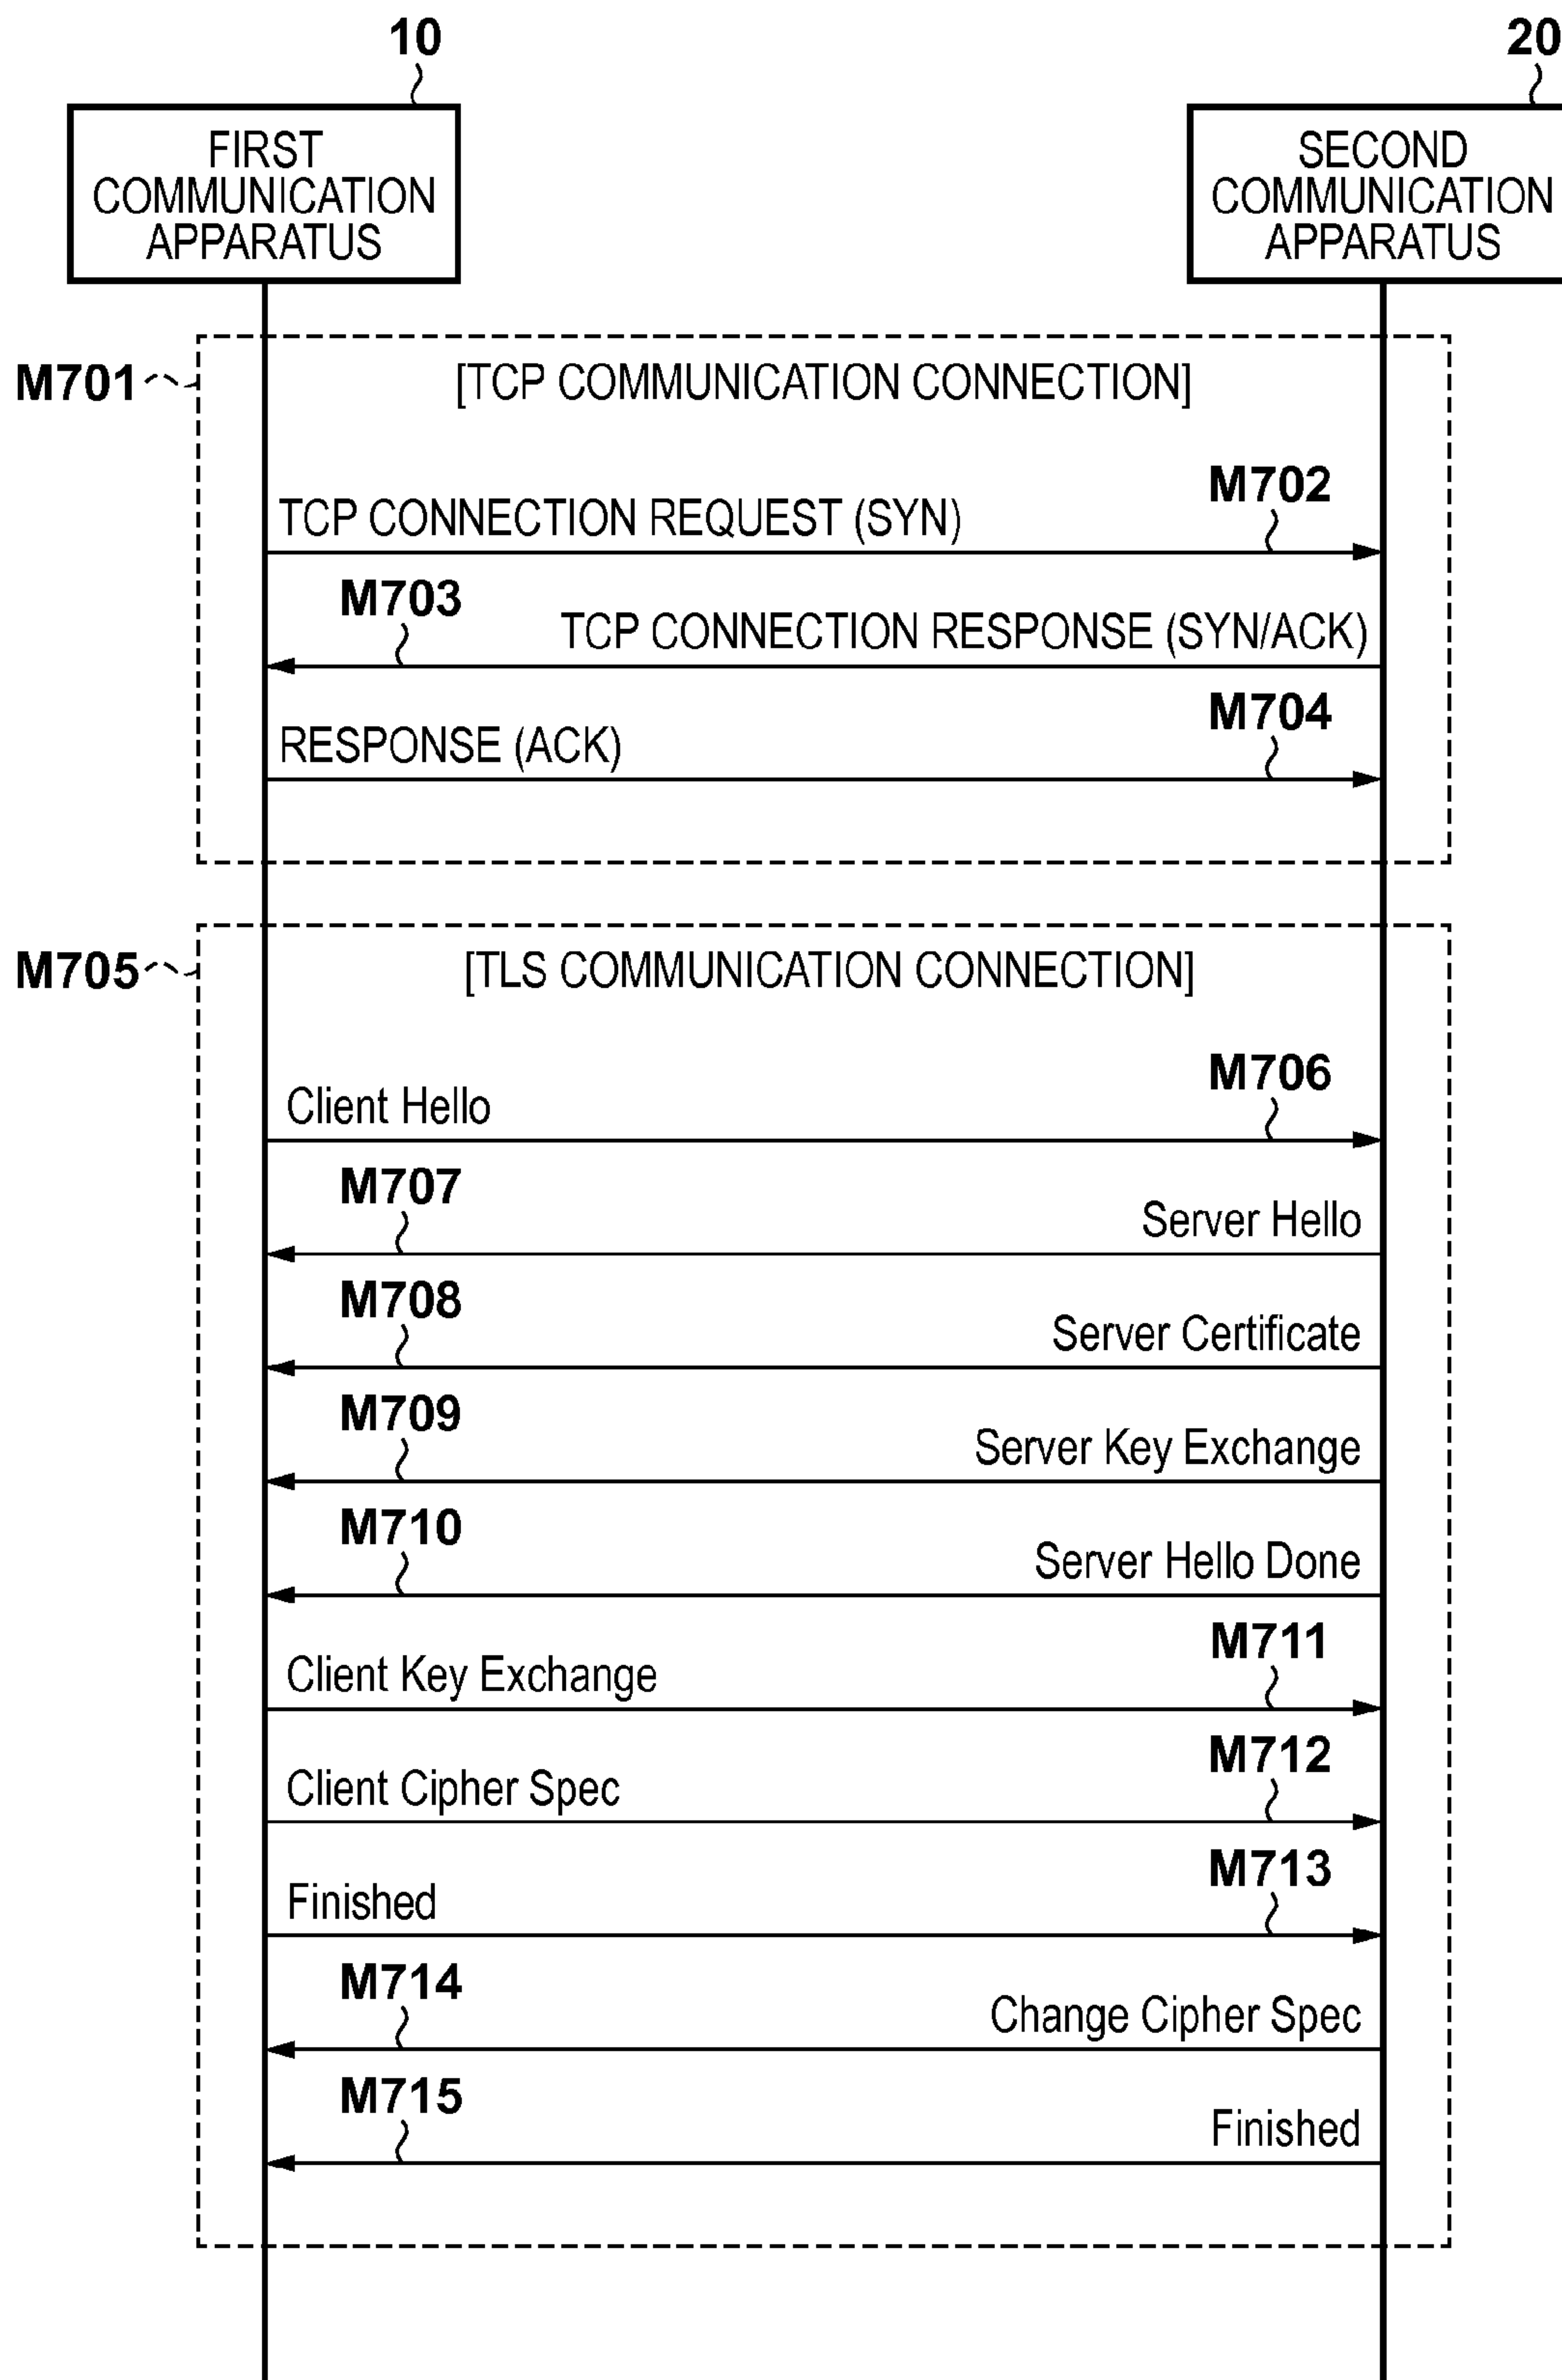 10
20
FIRST
COMMUNICATION
APPARATUS
SECOND
COMMUNICATION
APPARATUS
M701
[TCP COMMUNICATION CONNECTION]
M702
TCP CONNECTION REQUEST (SYN)
M703
TCP CONNECTION RESPONSE (SYN/ACK)
M704
RESPONSE (ACK)
M705
[TLS COMMUNICATION CONNECTION]
M706
Client Hello
M707
Server Hello
M708
Server Certificate
M709
Server Key Exchange
M710
Server Hello Done
M711
Client Key Exchange
M712
Client Cipher Spec
M713
Finished
M714
Change Cipher Spec
M715
Finished